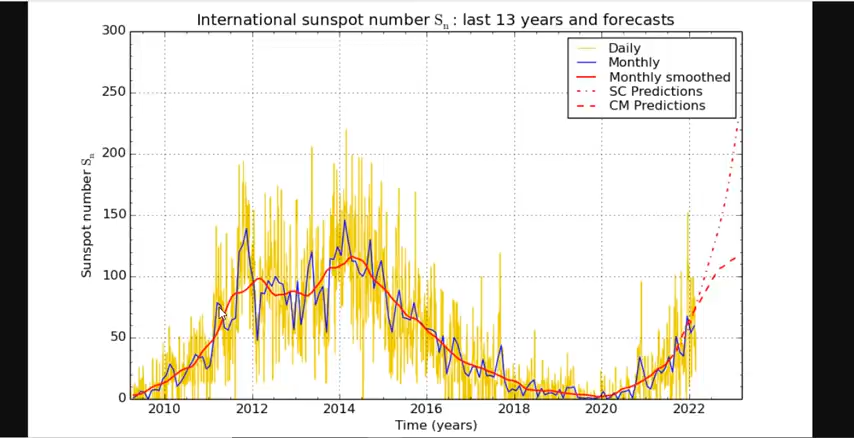 International sunspot number Sn : last 13 years and forecasts
300
250
200
150
100
50
0
Sunspot number Sn
Daily
Monthly
Monthly smoothed
SC Predictions
CM Predictions
2010 2012 2014 2016 2018 2020 2022
Time (years)